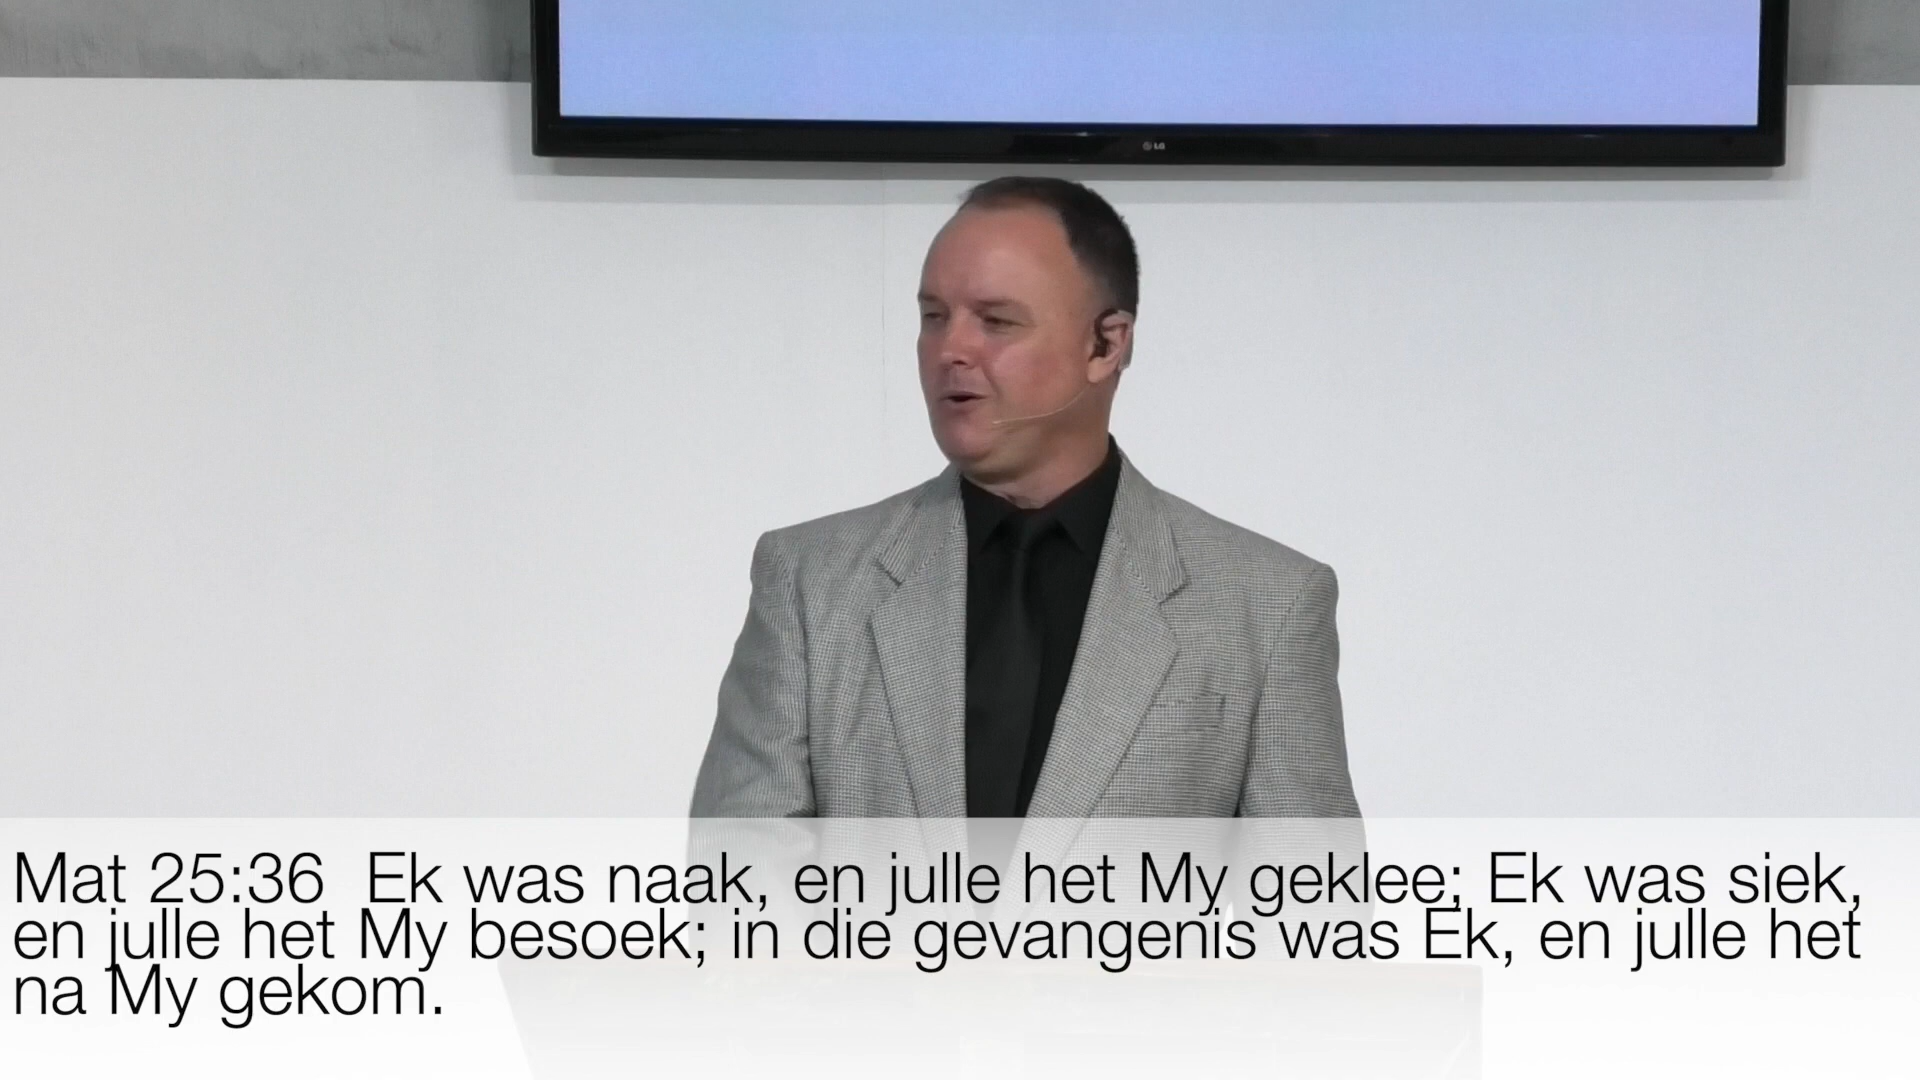 LG
Mat 25:36  Ek was naak, en julle het My geklee; Ek was siek,
en julle het My besoek; in die gevangenis was Ek, en julle het
na My gekom.